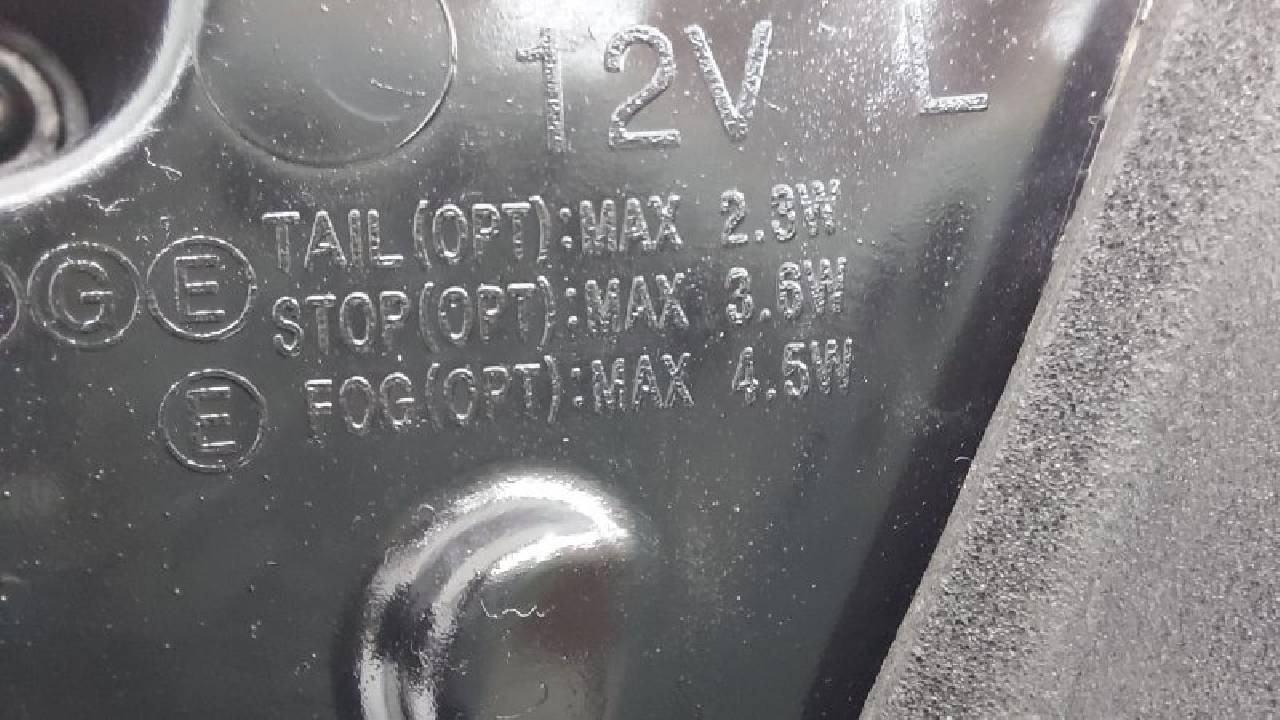 12V L
TAIL(OPT):MAX 2.3W
G E STOP(OPT):MAX 3.6W
E FOG(OPT):MAX 4.5W